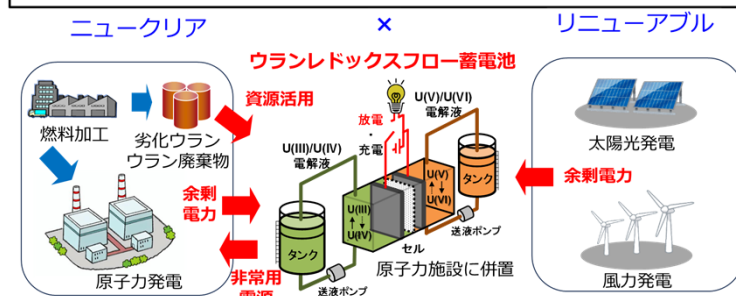 ニュークリア
×
リニューアブル
ウランレドックスフロー蓄電池
燃料加工
劣化ウラン
ウラン廃棄物
資源活用
余剰
電力
原子力発電
非常用
電源
U(III)/U(IV)
電解液
放電
・
充電
U(V)/U(VI)
電解液
タンク
送液ポンプ
U(III)
U(IV)
セル
U(V)
U(VI)
タンク
送液ポンプ
原子力施設に併置
太陽光発電
余剰電力
風力発電